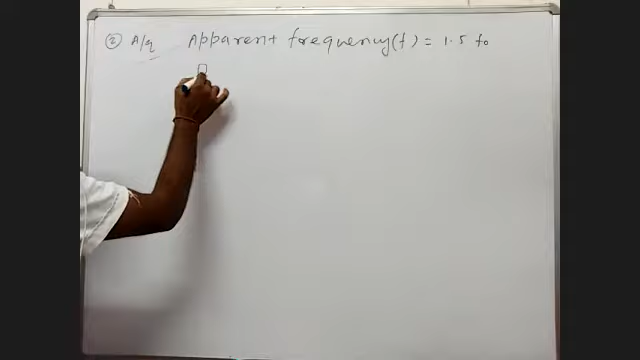 ② A/q Apparent frequency(f) = 1.5 f₀